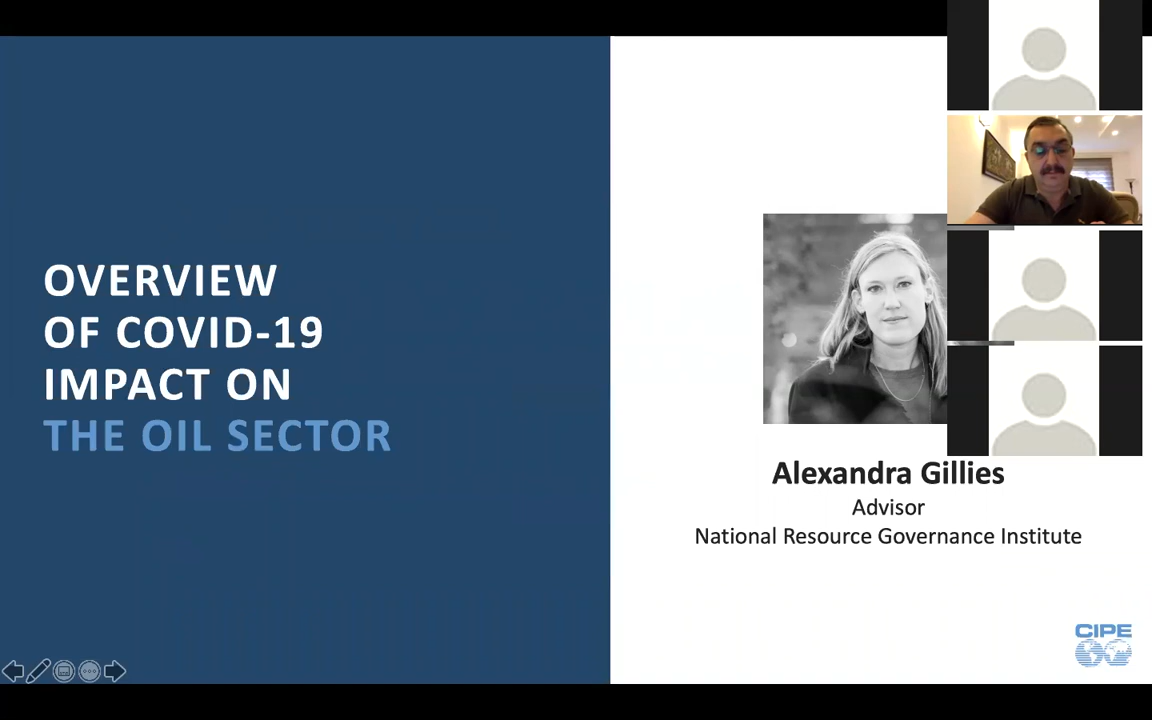 OVERVIEW
OF COVID-19
IMPACT ON
THE OIL SECTOR
Alexandra Gillies
Advisor
National Resource Governance Institute
CIPE